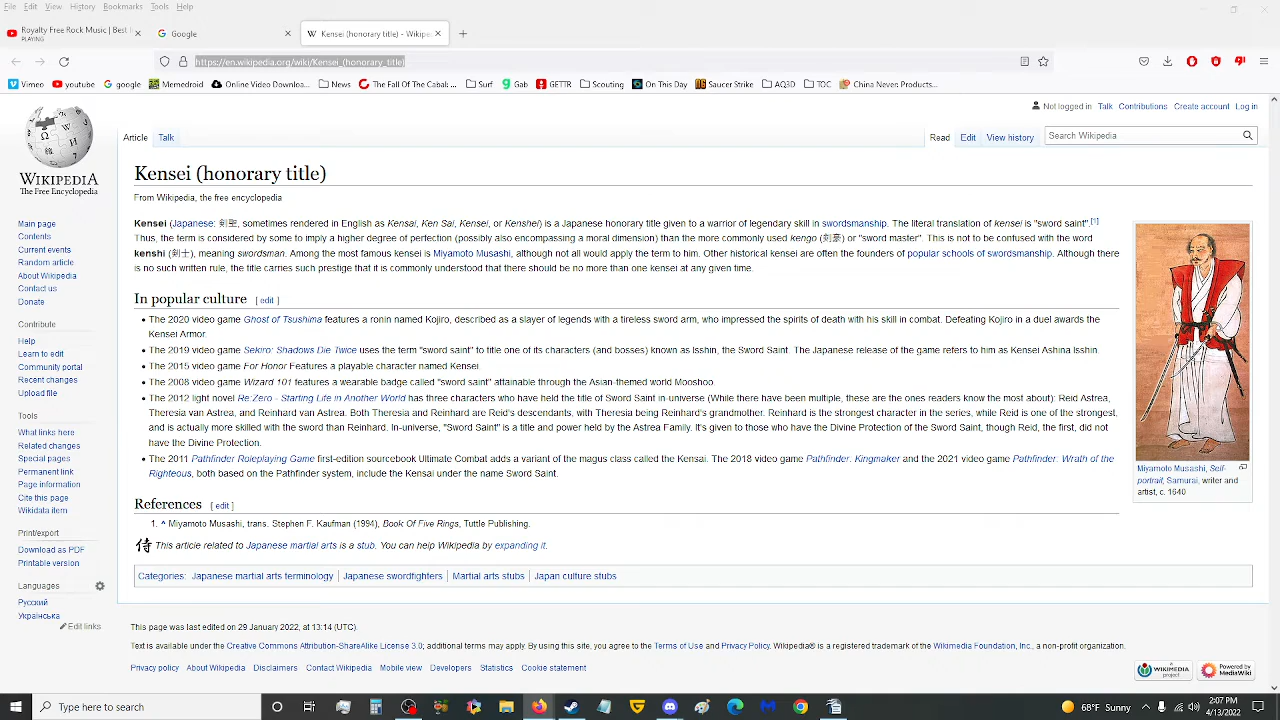 File Edit View History Bookmarks Tools Help
Royalty Free Rock Music | Best
PLAYING
Google
Kensei (honorary title) - Wikipe
https://en.wikipedia.org/wiki/Kensei_(honorary_title)
Vimeo youtube google Memedroid Online Video Downloa... News The Fall Of The Cabal: ... Surf Gab GETTR Scouting On This Day Saucer Strike AQ3D TOC China Never Produc...
Not logged in Talk Contributions Create account Log in
Article Talk Read Edit View history Search Wikipedia
WIKIPEDIA
The Free Encyclopedia
Main page
Contents
Current events
Random article
About Wikipedia
Contact us
Donate
Contribute
Help
Learn to edit
Community portal
Recent changes
Upload file
Tools
What links here
Related changes
Special pages
Permanent link
Page information
Cite this page
Wikidata item
Print/export
Download as PDF
Printable version
Languages
Русский
Українська
Edit links
Kensei (honorary title)
From Wikipedia, the free encyclopedia
Kensei (Japanese: 剣聖, sometimes rendered in English as Kensai, Ken Sai, Kensei, or Kenshei) is a Japanese honorary title given to a warrior of legendary skill in swordsmanship. The literal translation of kensei is "sword saint".[1]
Thus, the term is considered by some to imply a higher degree of perfection (possibly also encompassing a moral dimension) than the more commonly used kengo (剣豪) or "sword master". This is not to be confused with the word
kenshi (剣士), meaning swordsman. Among the most famous kensei is Miyamoto Musashi, although not all would apply the term to him. Other historical kensei are often the founders of popular schools of swordsmanship. Although there
is no such written rule, the title carries such prestige that it is commonly understood that there should be no more than one kensei at any given time.
In popular culture [ edit ]
• The 2020 video game Ghost of Tsushima features a ronin named Kojiro, described as a slayer of legends with a tireless sword arm, who impressed the spirits of death with his skill in combat. Defeating Kojiro in a duel awards the
Kensei Armor.
• The 2019 video game Sekiro: Shadows Die Twice uses the term "sword saint" to title one of its characters (and bosses) known as Isshin, the Sword Saint. The Japanese release of the game refers to him as Kensei Ashina Isshin.
• The 2015 video game For Honor Features a playable character named Kensei.
• The 2008 video game Wizard 101 features a wearable badge called "sword saint" attainable through the Asian-themed world Mooshoo.
• The 2012 light novel Re:Zero - Starting Life in Another World has three characters who have held the title of Sword Saint in-universe (While there have been multiple, these are the ones readers know the most about): Reid Astrea,
Theresia van Astrea, and Reinhard van Astrea. Both Theresia and Reinhard are Reid's descendants, with Theresia being Reinhard's grandmother. Reinhard is the strongest character in the series, while Reid is one of the strongest,
and is actually more skilled with the sword than Reinhard. In-universe, "Sword Saint" is a title and power held by the Astrea Family. It's given to those who have the Divine Protection of the Sword Saint, though Reid, the first, did not
have the Divine Protection.
• The 2011 Pathfinder Roleplaying Game first-edition sourcebook Ultimate Combat adds a variant of the magus class called the Kensai. The 2018 video game Pathfinder: Kingmaker and the 2021 video game Pathfinder: Wrath of the
Righteous, both based on the Pathfinder system, include the Kensai under the name Sword Saint.
Miyamoto Musashi, Self-
portrait, Samurai, writer and
artist, c. 1640
References [ edit ]
1. ^ Miyamoto Musashi, trans. Stephen F. Kaufman (1994), Book Of Five Rings, Tuttle Publishing.
侍 This article related to Japanese martial arts is a stub. You can help Wikipedia by expanding it.
Categories: Japanese martial arts terminology | Japanese swordfighters | Martial arts stubs | Japan culture stubs
This page was last edited on 29 January 2022, at 13:14 (UTC).
Text is available under the Creative Commons Attribution-ShareAlike License 3.0; additional terms may apply. By using this site, you agree to the Terms of Use and Privacy Policy. Wikipedia® is a registered trademark of the Wikimedia Foundation, Inc., a non-profit organization.
Privacy policy About Wikipedia Disclaimers Contact Wikipedia Mobile view Developers Statistics Cookie statement
WIKIMEDIA
project
Powered by
MediaWiki
Type here to search
68°F Sunny
2:07 PM
4/13/2022